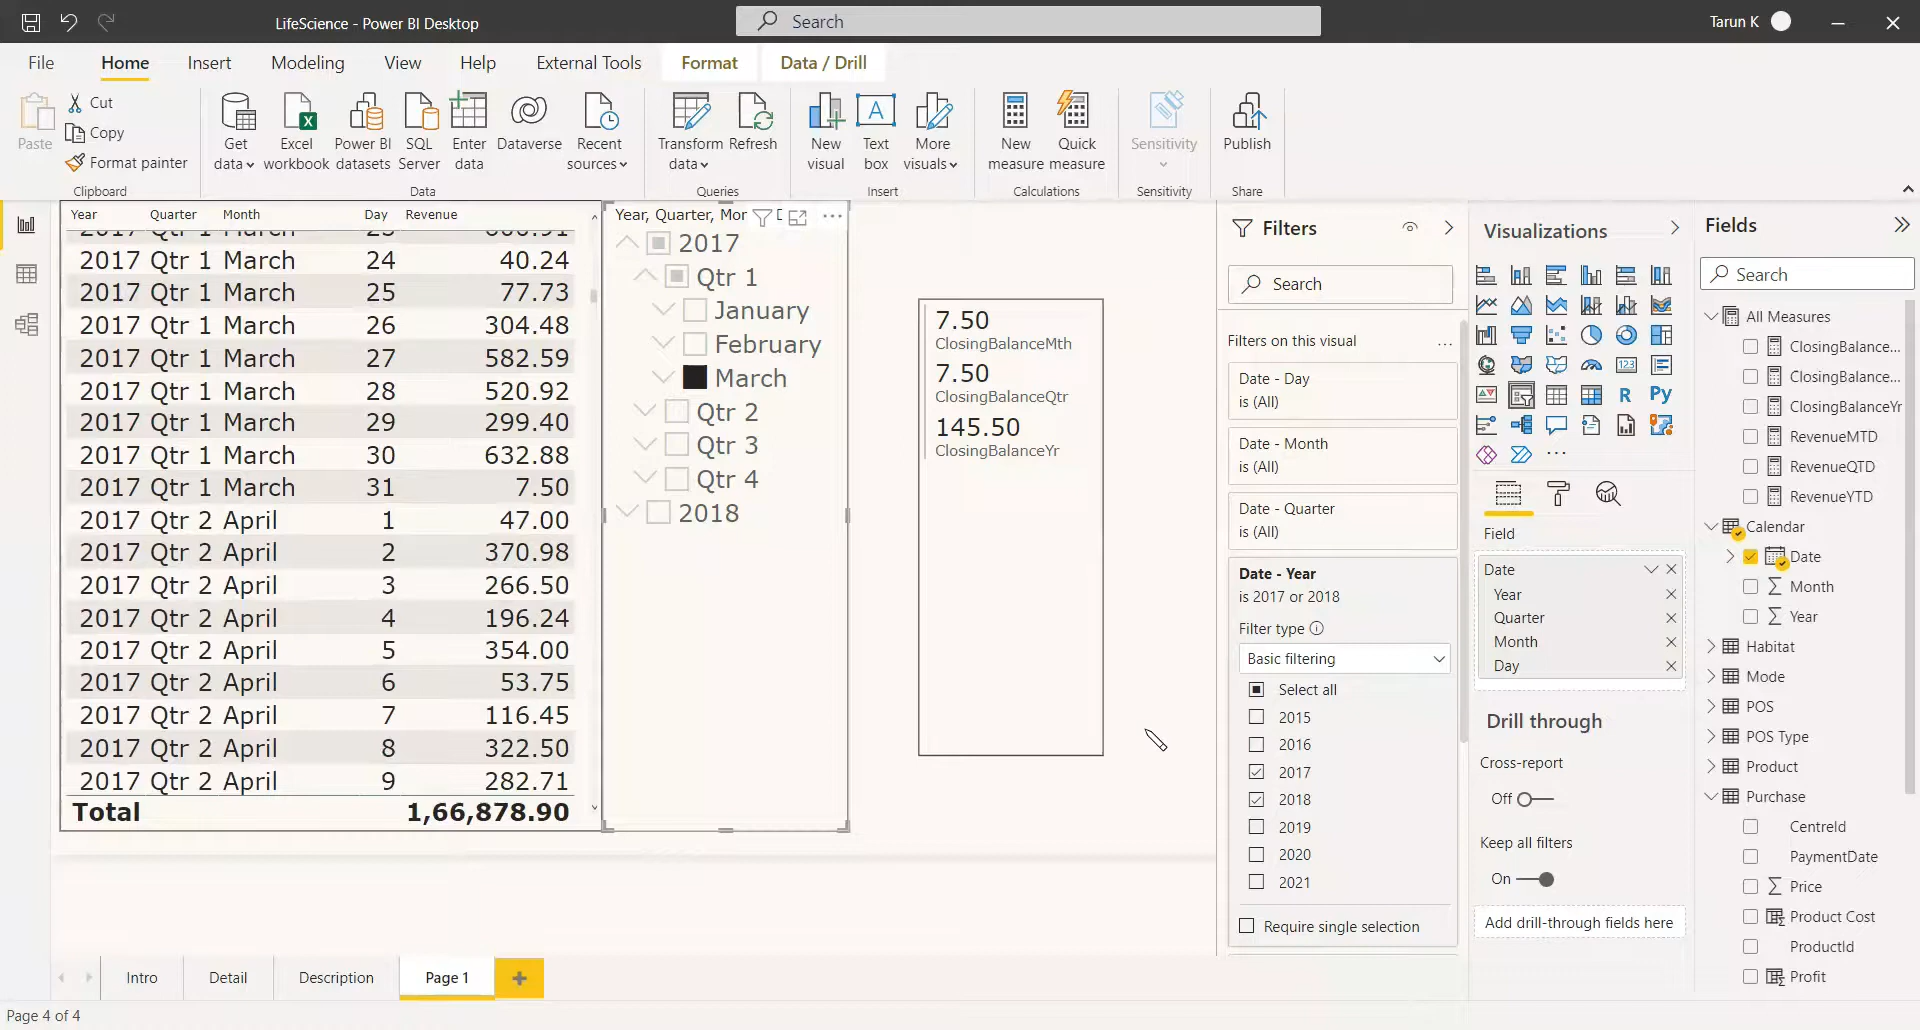 LifeScience - Power BI Desktop
Search
Tarun K
File
Home
Insert
Modeling
View
Help
External Tools
Format
Data / Drill
Paste
Cut
Copy
Format painter
Clipboard
Get data
Excel workbook
Power BI datasets
SQL Server
Enter data
Dataverse
Recent sources
Data
Transform data
Refresh
Queries
New visual
Text box
More visuals
Insert
New measure
Quick measure
Calculations
Sensitivity
Sensitivity
Publish
Share
Year Quarter Month Day Revenue
2017 Qtr 1 March
2017 Qtr 1 March 24 40.24
2017 Qtr 1 March 25 77.73
2017 Qtr 1 March 26 304.48
2017 Qtr 1 March 27 582.59
2017 Qtr 1 March 28 520.92
2017 Qtr 1 March 29 299.40
2017 Qtr 1 March 30 632.88
2017 Qtr 1 March 31 7.50
2017 Qtr 2 April 1 47.00
2017 Qtr 2 April 2 370.98
2017 Qtr 2 April 3 266.50
2017 Qtr 2 April 4 196.24
2017 Qtr 2 April 5 354.00
2017 Qtr 2 April 6 53.75
2017 Qtr 2 April 7 116.45
2017 Qtr 2 April 8 322.50
2017 Qtr 2 April 9 282.71
Total 1,66,878.90
Year, Quarter, Mor
2017
Qtr 1
January
February
March
Qtr 2
Qtr 3
Qtr 4
2018
7.50
ClosingBalanceMth
7.50
ClosingBalanceQtr
145.50
ClosingBalanceYr
Filters
Search
Filters on this visual ...
Date - Day
is (All)
Date - Month
is (All)
Date - Quarter
is (All)
Date - Year
is 2017 or 2018
Filter type
Basic filtering
Select all
2015
2016
2017
2018
2019
2020
2021
Require single selection
Visualizations
123
R
Py
...
Field
Date
Year
Quarter
Month
Day
Drill through
Cross-report
Off
Keep all filters
On
Add drill-through fields here
Fields
Search
All Measures
ClosingBalance...
ClosingBalance...
ClosingBalanceYr
RevenueMTD
RevenueQTD
RevenueYTD
Calendar
Date
Month
Year
Habitat
Mode
POS
POS Type
Product
Purchase
CentreId
PaymentDate
Price
Product Cost
ProductId
Profit
Intro
Detail
Description
Page 1
Page 4 of 4